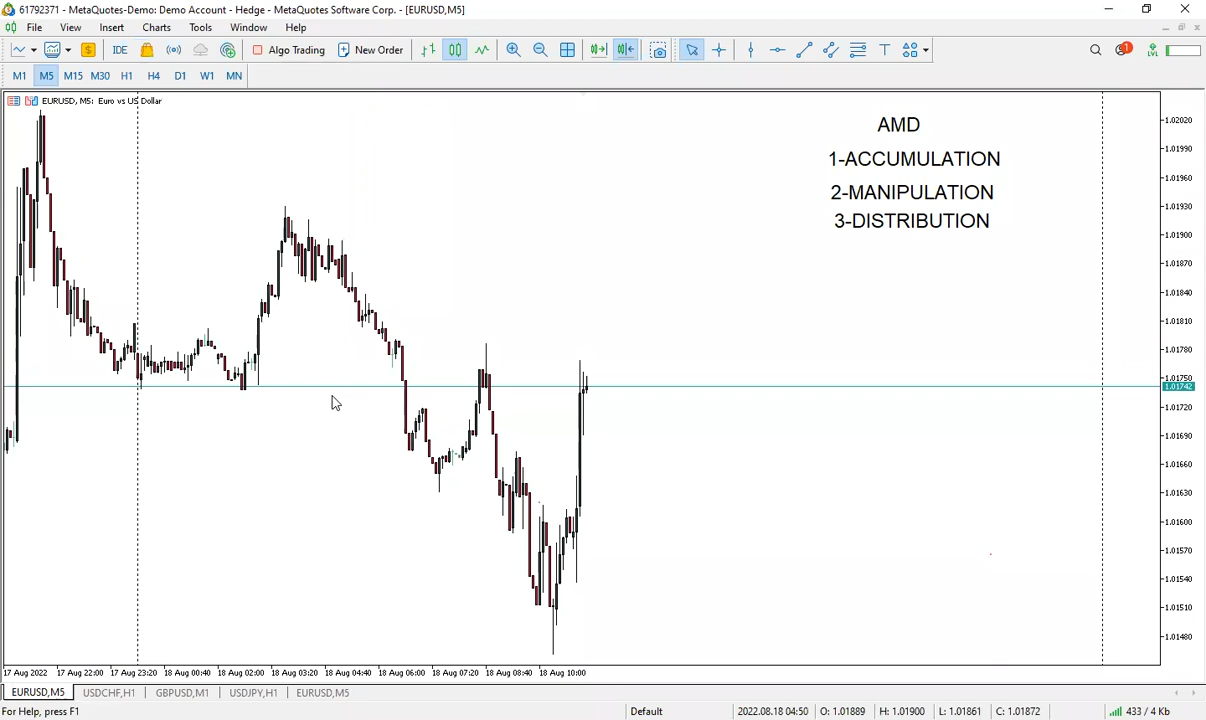 61792371 - MetaQuotes-Demo: Demo Account - Hedge - MetaQuotes Software Corp. - [EURUSD,M5]
File View Insert Charts Tools Window Help
IDE Algo Trading New Order LVL 1
M1 M5 M15 M30 H1 H4 D1 W1 MN
EURUSD, M5: Euro vs US Dollar
AMD
1-ACCUMULATION
2-MANIPULATION
3-DISTRIBUTION
1.02020
1.01990
1.01960
1.01930
1.01900
1.01870
1.01840
1.01810
1.01780
1.01750
1.01742
1.01720
1.01690
1.01660
1.01630
1.01600
1.01570
1.01540
1.01510
1.01480
17 Aug 2022 17 Aug 22:00 17 Aug 23:20 18 Aug 00:40 18 Aug 02:00 18 Aug 03:20 18 Aug 04:40 18 Aug 06:00 18 Aug 07:20 18 Aug 08:40 18 Aug 10:00
EURUSD,M5 USDCHF,H1 GBPUSD,M1 USDJPY,H1 EURUSD,M5
For Help, press F1 Default 2022.08.18 04:50 O: 1.01889 H: 1.01900 L: 1.01861 C: 1.01872 433 / 4 Kb